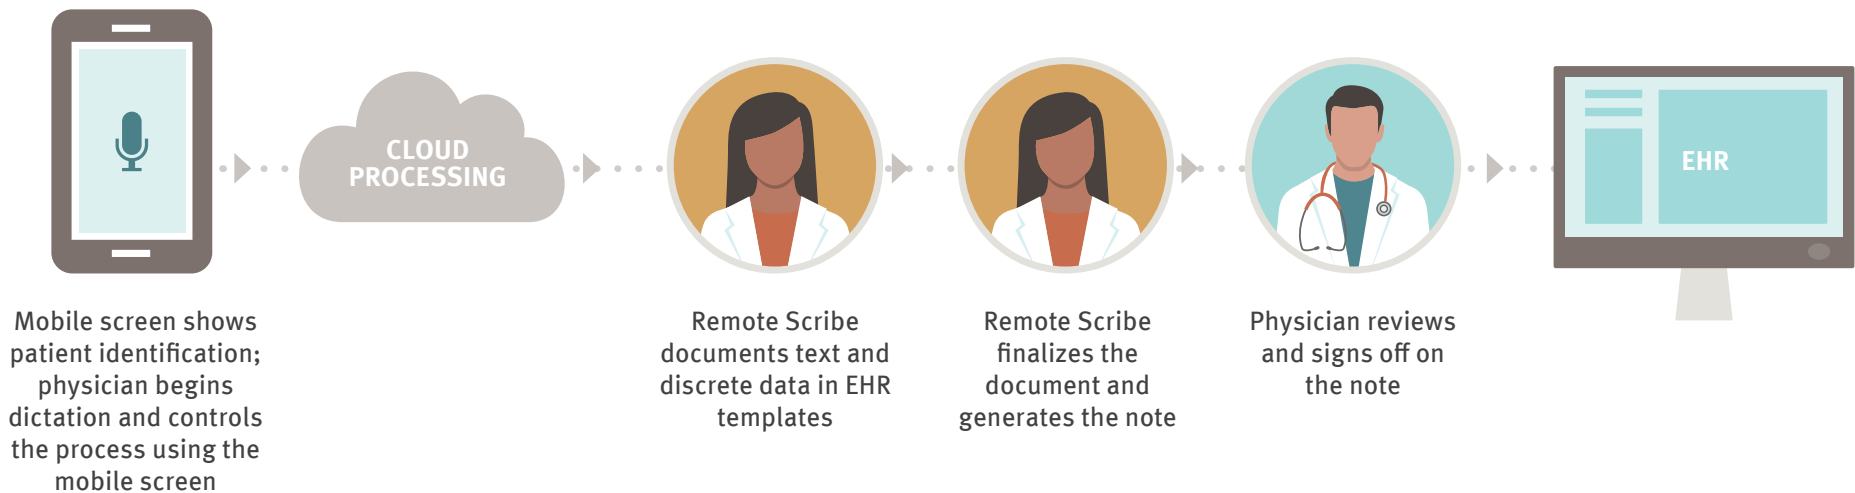 CLOUD
PROCESSING
EHR
Mobile screen shows
patient identification;
physician begins
dictation and controls
the process using the
mobile screen
Remote Scribe
documents text and
discrete data in EHR
templates
Remote Scribe
finalizes the
document and
generates the note
Physician reviews
and signs off on
the note